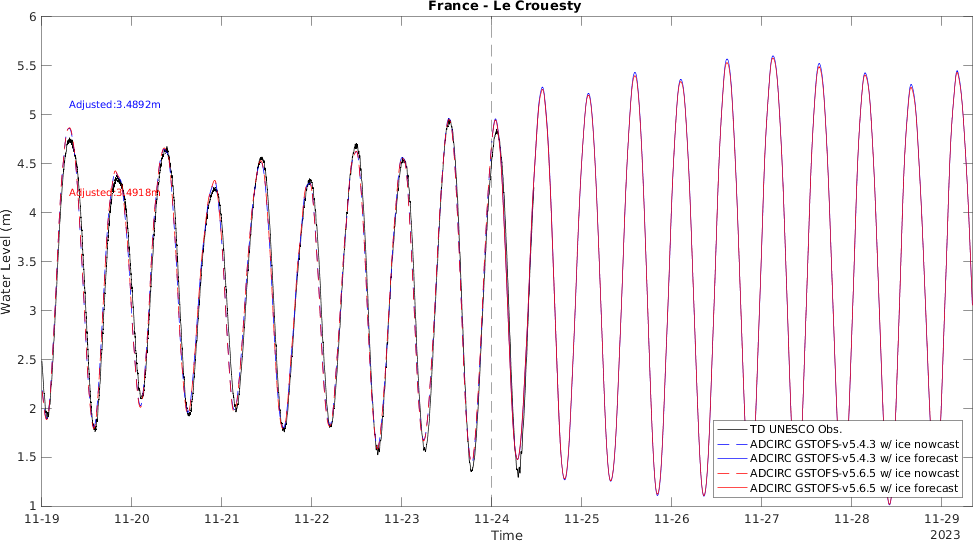 France - Le Crouesty
6
5.5
5
4.5
4
3.5
3
2.5
2
1.5
1
Water Level (m)
Adjusted:3.4892m
Adjusted:3.4918m
TD UNESCO Obs.
ADCIRC GSTOFS-v5.4.3 w/ ice nowcast
ADCIRC GSTOFS-v5.4.3 w/ ice forecast
ADCIRC GSTOFS-v5.6.5 w/ ice nowcast
ADCIRC GSTOFS-v5.6.5 w/ ice forecast
11-19 11-20 11-21 11-22 11-23 11-24 11-25 11-26 11-27 11-28 11-29
Time 2023